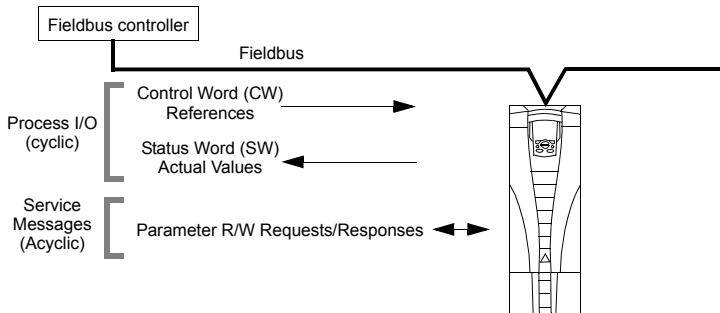 Fieldbus controller
Fieldbus
Process I/O
(cyclic)
Control Word (CW)
References
Status Word (SW)
Actual Values
Service
Messages
(Acyclic)
Parameter R/W Requests/Responses